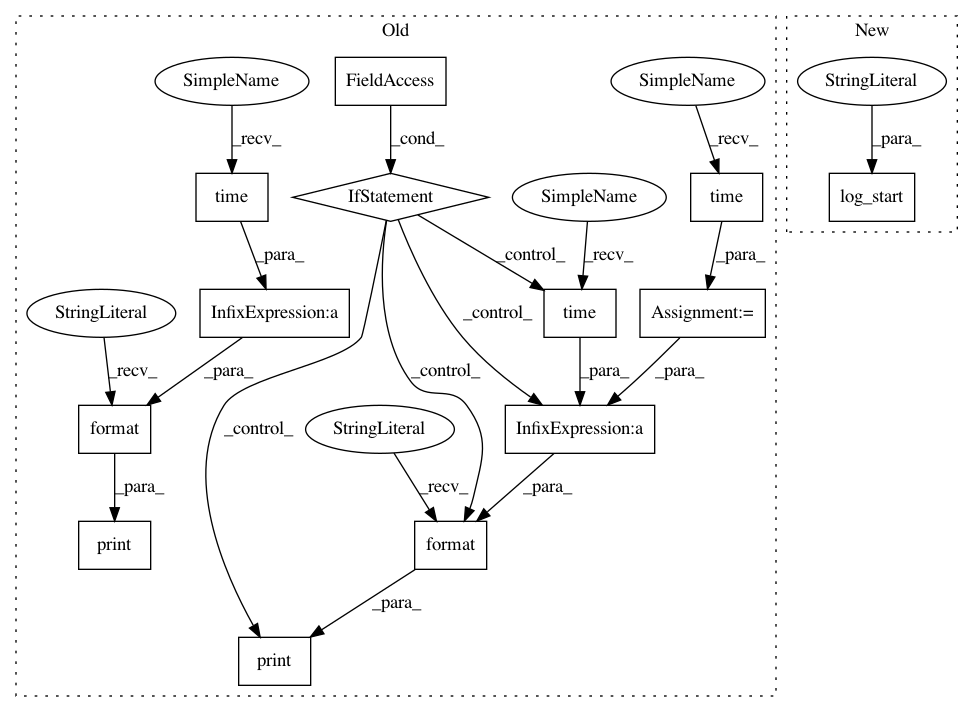 Old
New
SimpleName
FieldAccess
SimpleName
StringLiteral
_recv_
_cond_
_recv_
_para_
time
IfStatement
SimpleName
time
log_start
_para_
_control_
_recv_
_para_
StringLiteral
InfixExpression:a
_control_
time
Assignment:=
_recv_
_para_
_control_
_para_
_para_
format
_control_
StringLiteral
InfixExpression:a
_para_
_recv_
_para_
print
format
_para_
print